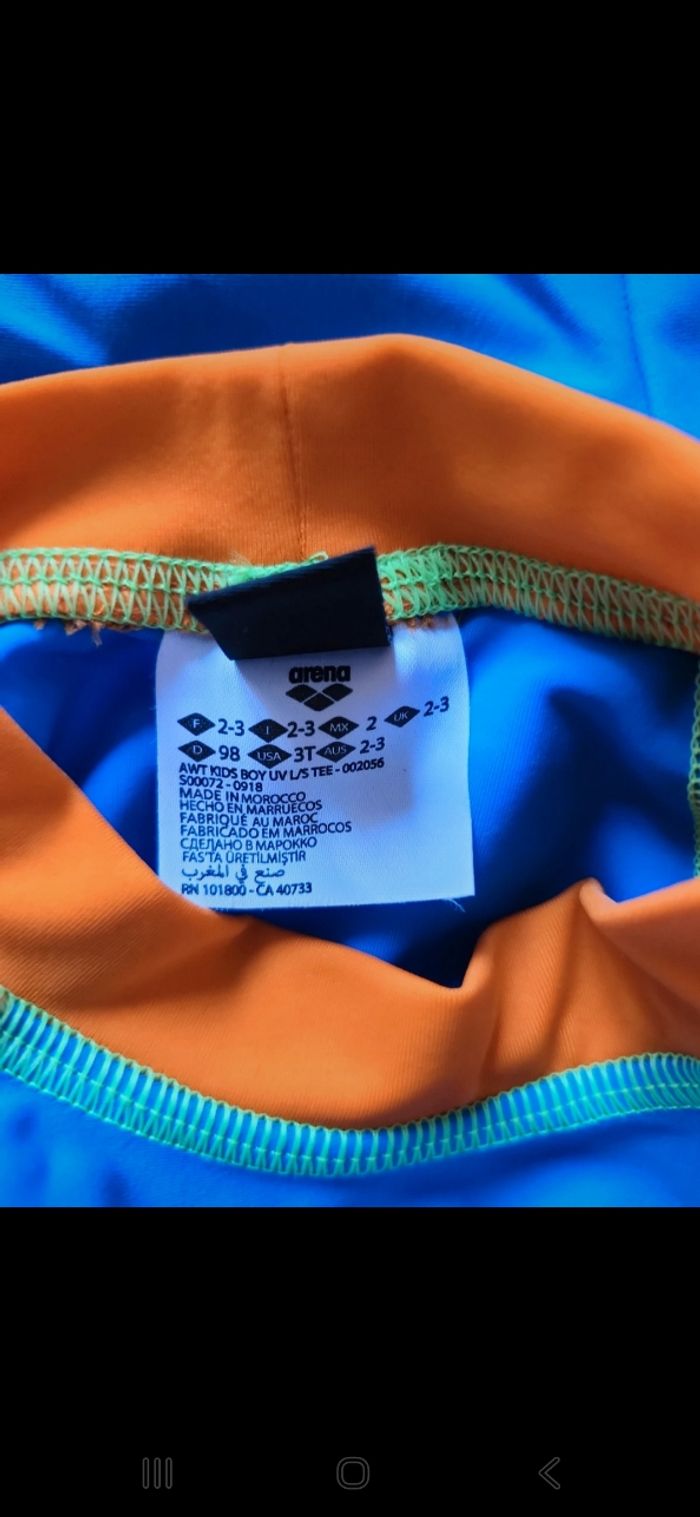 arena
F 2-3 I 2-3 MX 2 UK 2-3
D 98 USA 3T AUS 2-3
AWT KIDS BOY UV L/S TEE - 002056
S00072 - 0918
MADE IN MOROCCO
HECHO EN MARRUECOS
FABRIQUÉ AU MAROC
FABRICADO EM MARROCOS
СДЕЛАНО В МАРОККО
FAS'TA ÜRETİLMİŞTİR
صنع في المغرب
RN 101800 - CA 40733